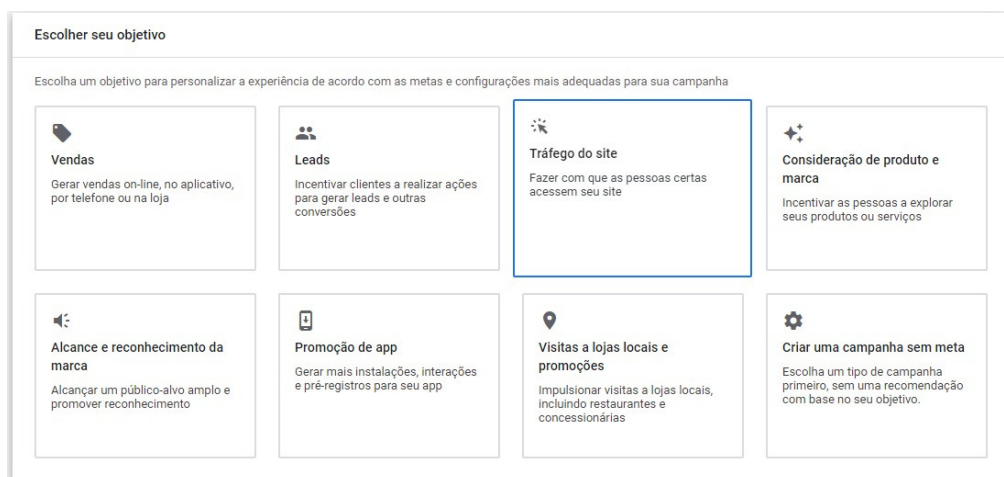 Escolher seu objetivo
Escolha um objetivo para personalizar a experiência de acordo com as metas e configurações mais adequadas para sua campanha
Vendas
Gerar vendas on-line, no aplicativo,
por telefone ou na loja
Leads
Incentivar clientes a realizar ações
para gerar leads e outras
conversões
Tráfego do site
Fazer com que as pessoas certas
acessem seu site
Consideração de produto e
marca
Incentivar as pessoas a explorar
seus produtos ou serviços
Alcance e reconhecimento da
marca
Alcançar um público-alvo amplo e
promover reconhecimento
Promoção de app
Gerar mais instalações, interações
e pré-registros para seu app
Visitas a lojas locais e
promoções
Impulsionar visitas a lojas locais,
incluindo restaurantes e
concessionárias
Criar uma campanha sem meta
Escolha um tipo de campanha
primeiro, sem uma recomendação
com base no seu objetivo.